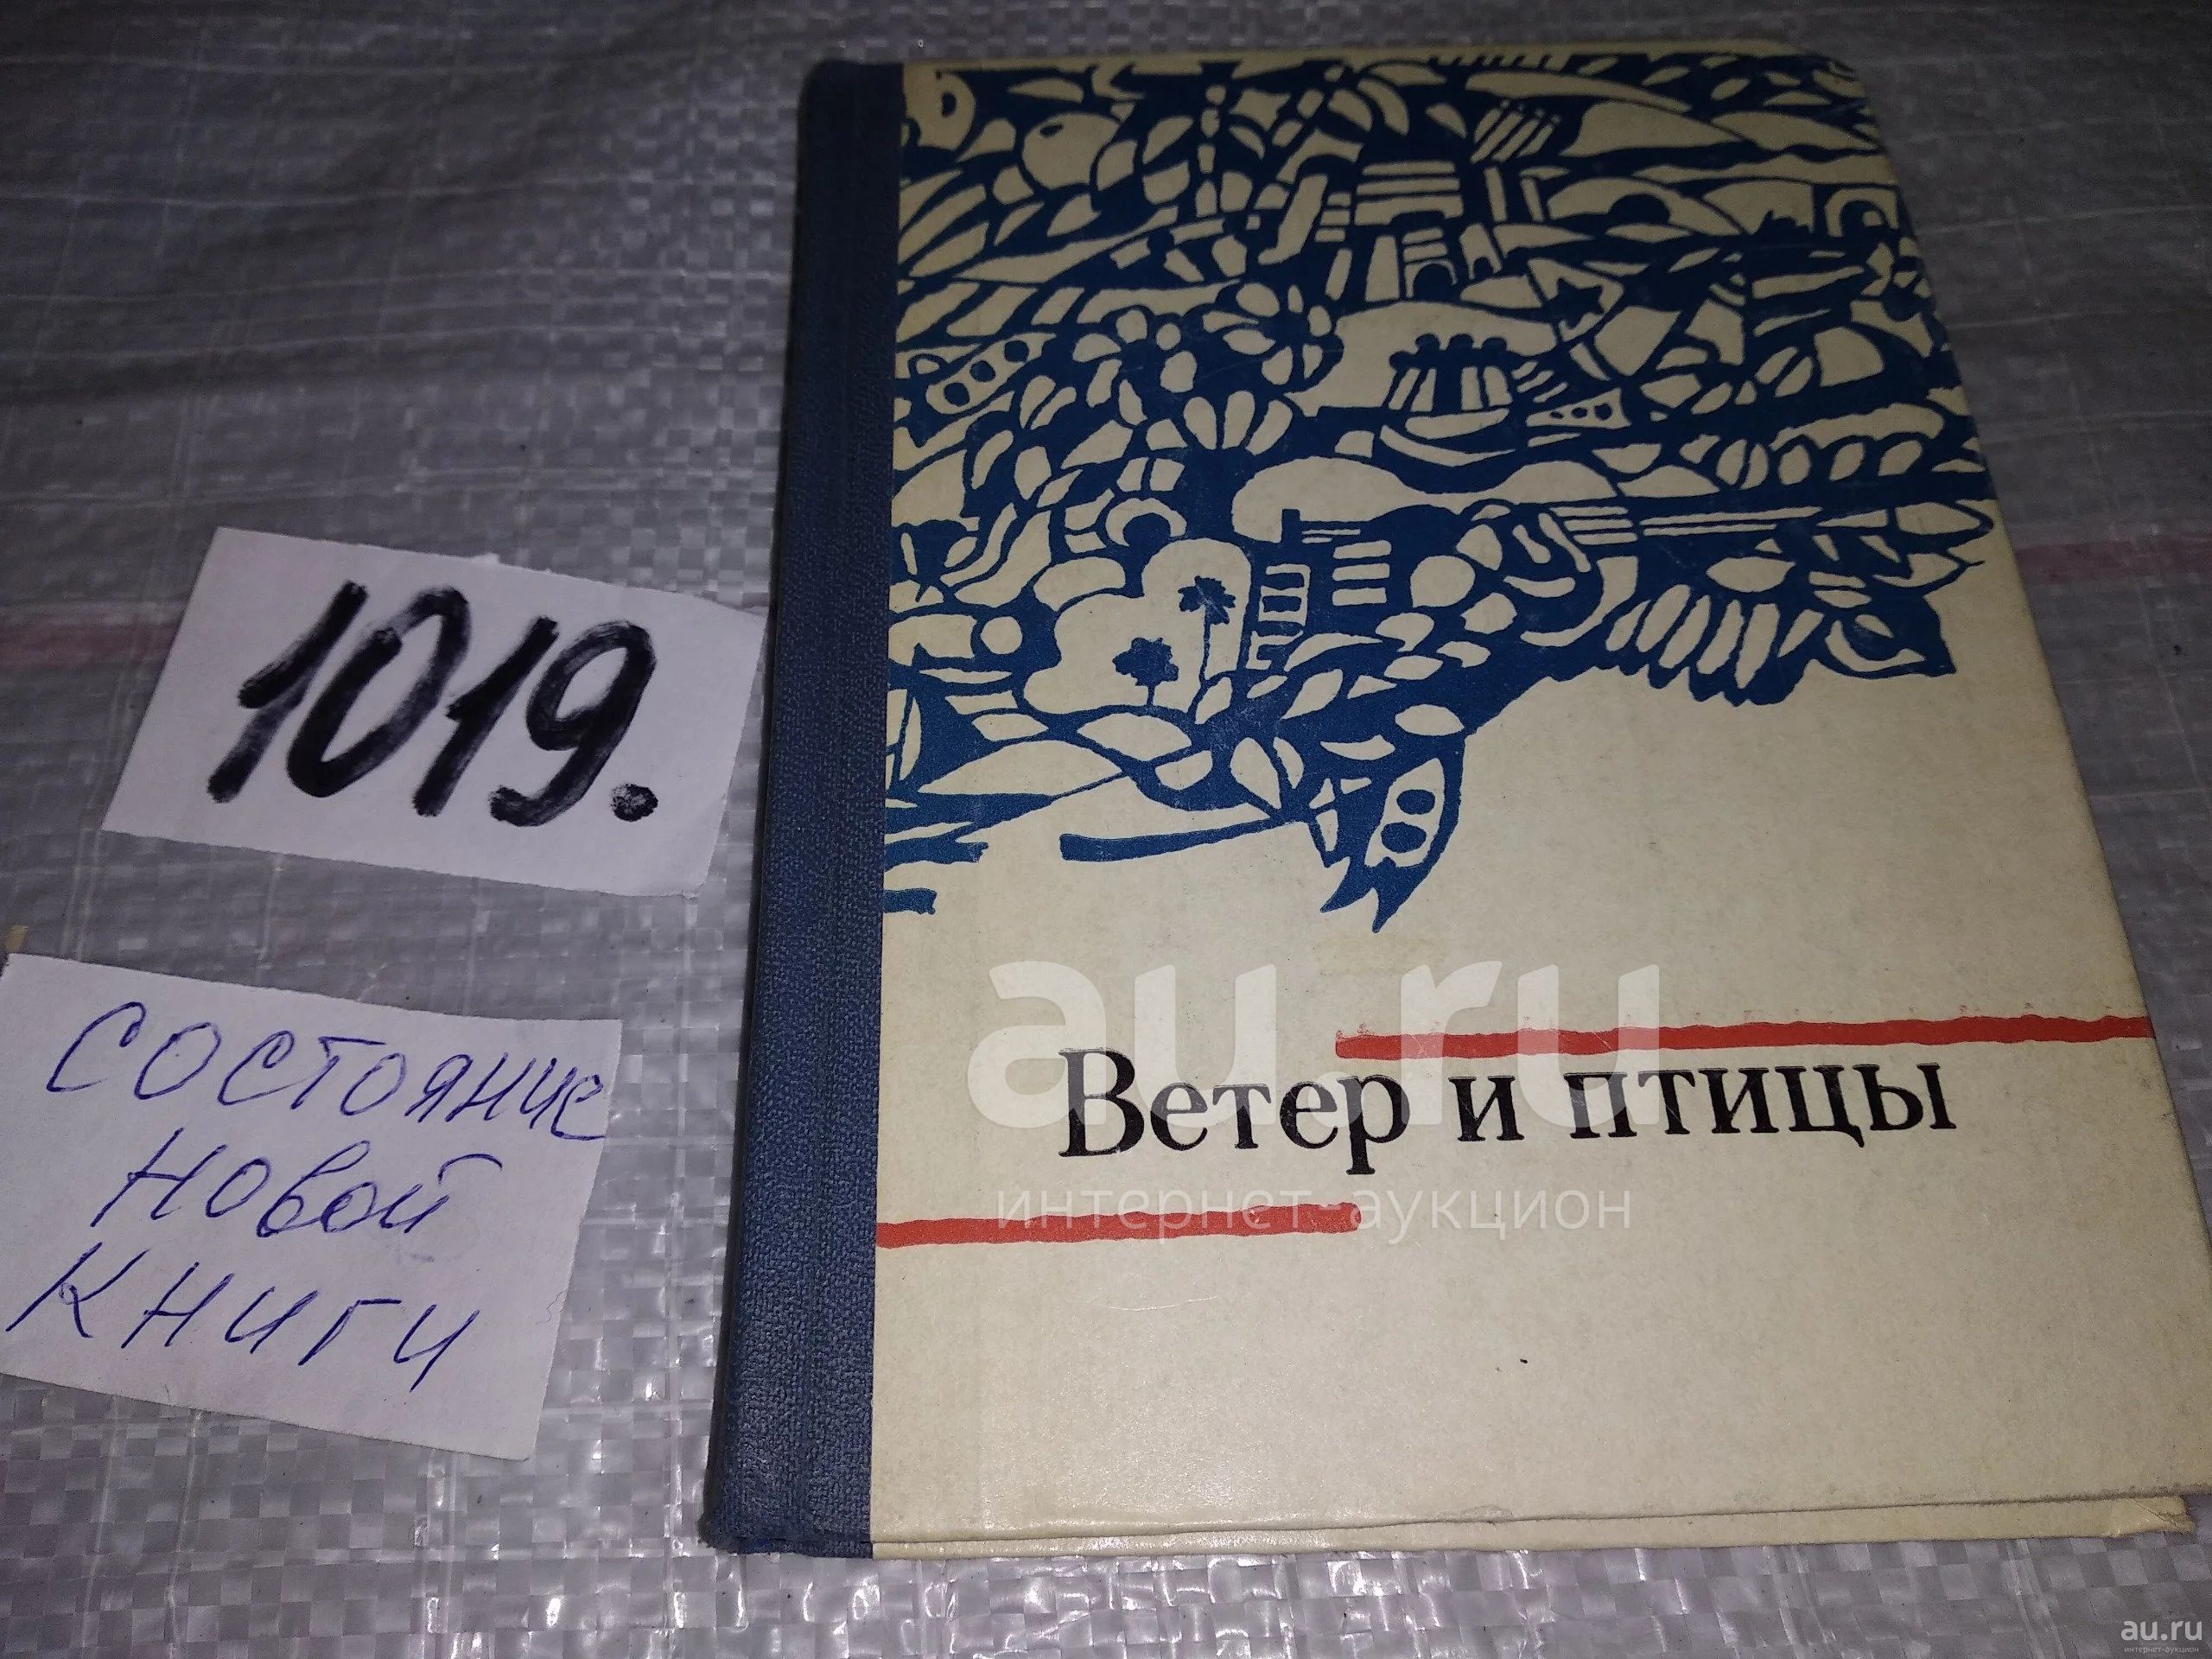 1019.
состояние
новой
книги
au.ru
Ветер и птицы
интернет-аукцион
au.ru
интернет-аукцион